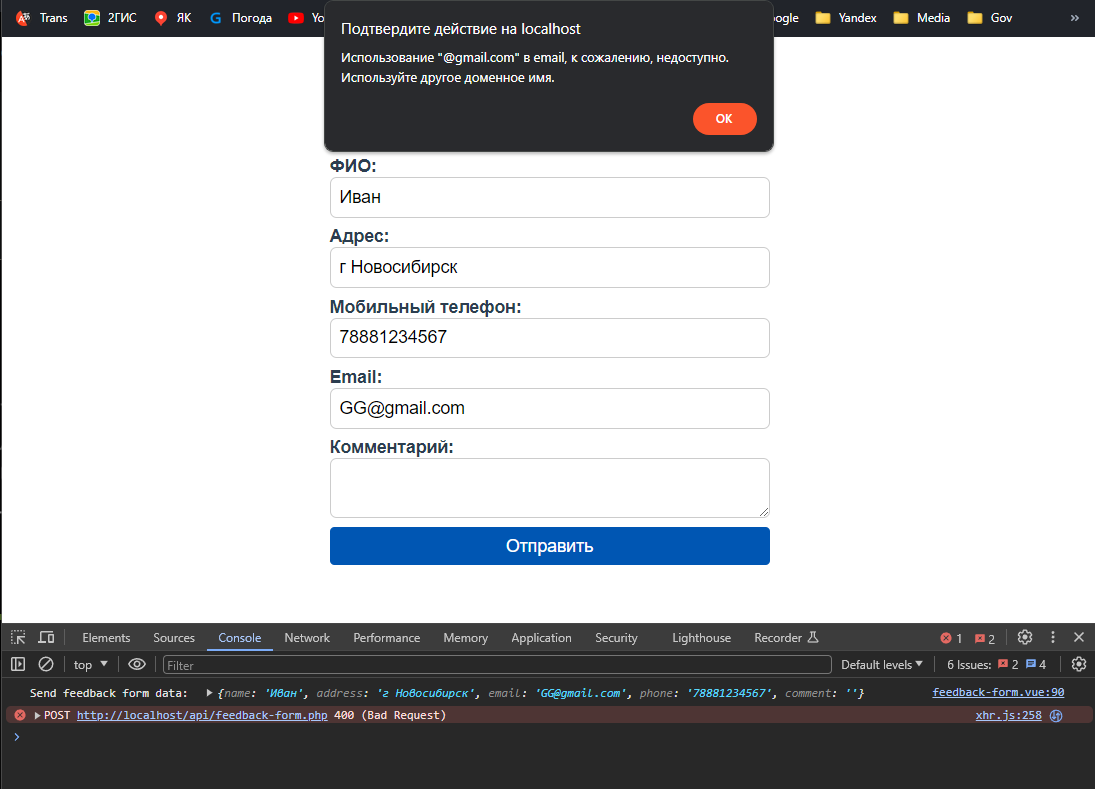 Trans 2ГИС ЯК Погода Yo ogle Yandex Media Gov »
Подтвердите действие на localhost
Использование "@gmail.com" в email, к сожалению, недоступно.
Используйте другое доменное имя.
ОК
ФИО:
Иван
Адрес:
г Новосибирск
Мобильный телефон:
78881234567
Email:
GG@gmail.com
Комментарий:
Отправить
Elements Sources Console Network Performance Memory Application Security Lighthouse Recorder 1 2
top Filter Default levels 6 Issues: 2 4
Send feedback form data: {name: 'Иван', address: 'г Новосибирск', email: 'GG@gmail.com', phone: '78881234567', comment: ''} feedback-form.vue:90
POST http://localhost/api/feedback-form.php 400 (Bad Request) xhr.js:258